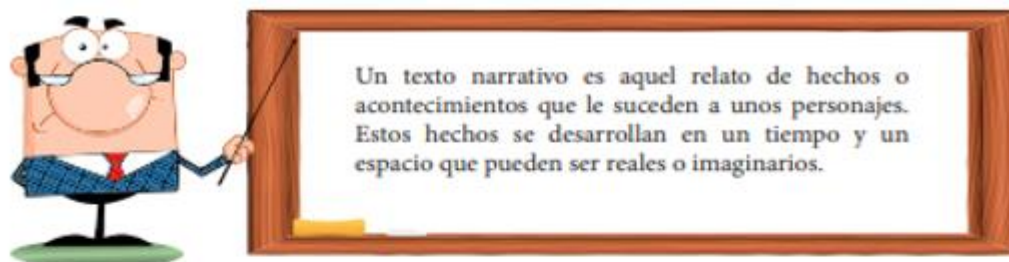 Un texto narrativo es aquel relato de hechos o
acontecimientos que le suceden a unos personajes.
Estos hechos se desarrollan en un tiempo y un
espacio que pueden ser reales o imaginarios.